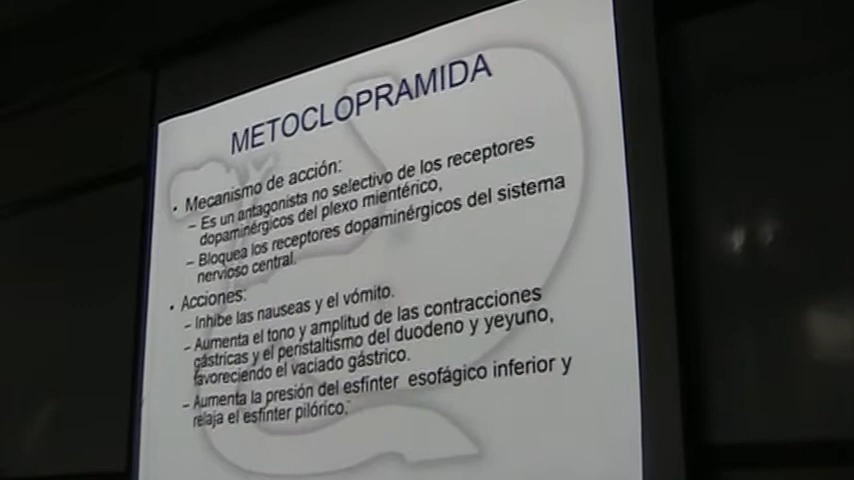 METOCLOPRAMIDA
• Mecanismo de acción:
– Es un antagonista no selectivo de los receptores
dopaminérgicos del plexo mientérico,
– Bloquea los receptores dopaminérgicos del sistema
nervioso central.
• Acciones:
– Inhibe las nauseas y el vómito.
– Aumenta el tono y amplitud de las contracciones
gástricas y el peristaltismo del duodeno y yeyuno,
favoreciendo el vaciado gástrico.
– Aumenta la presión del esfínter esofágico inferior y
relaja el esfínter pilórico,